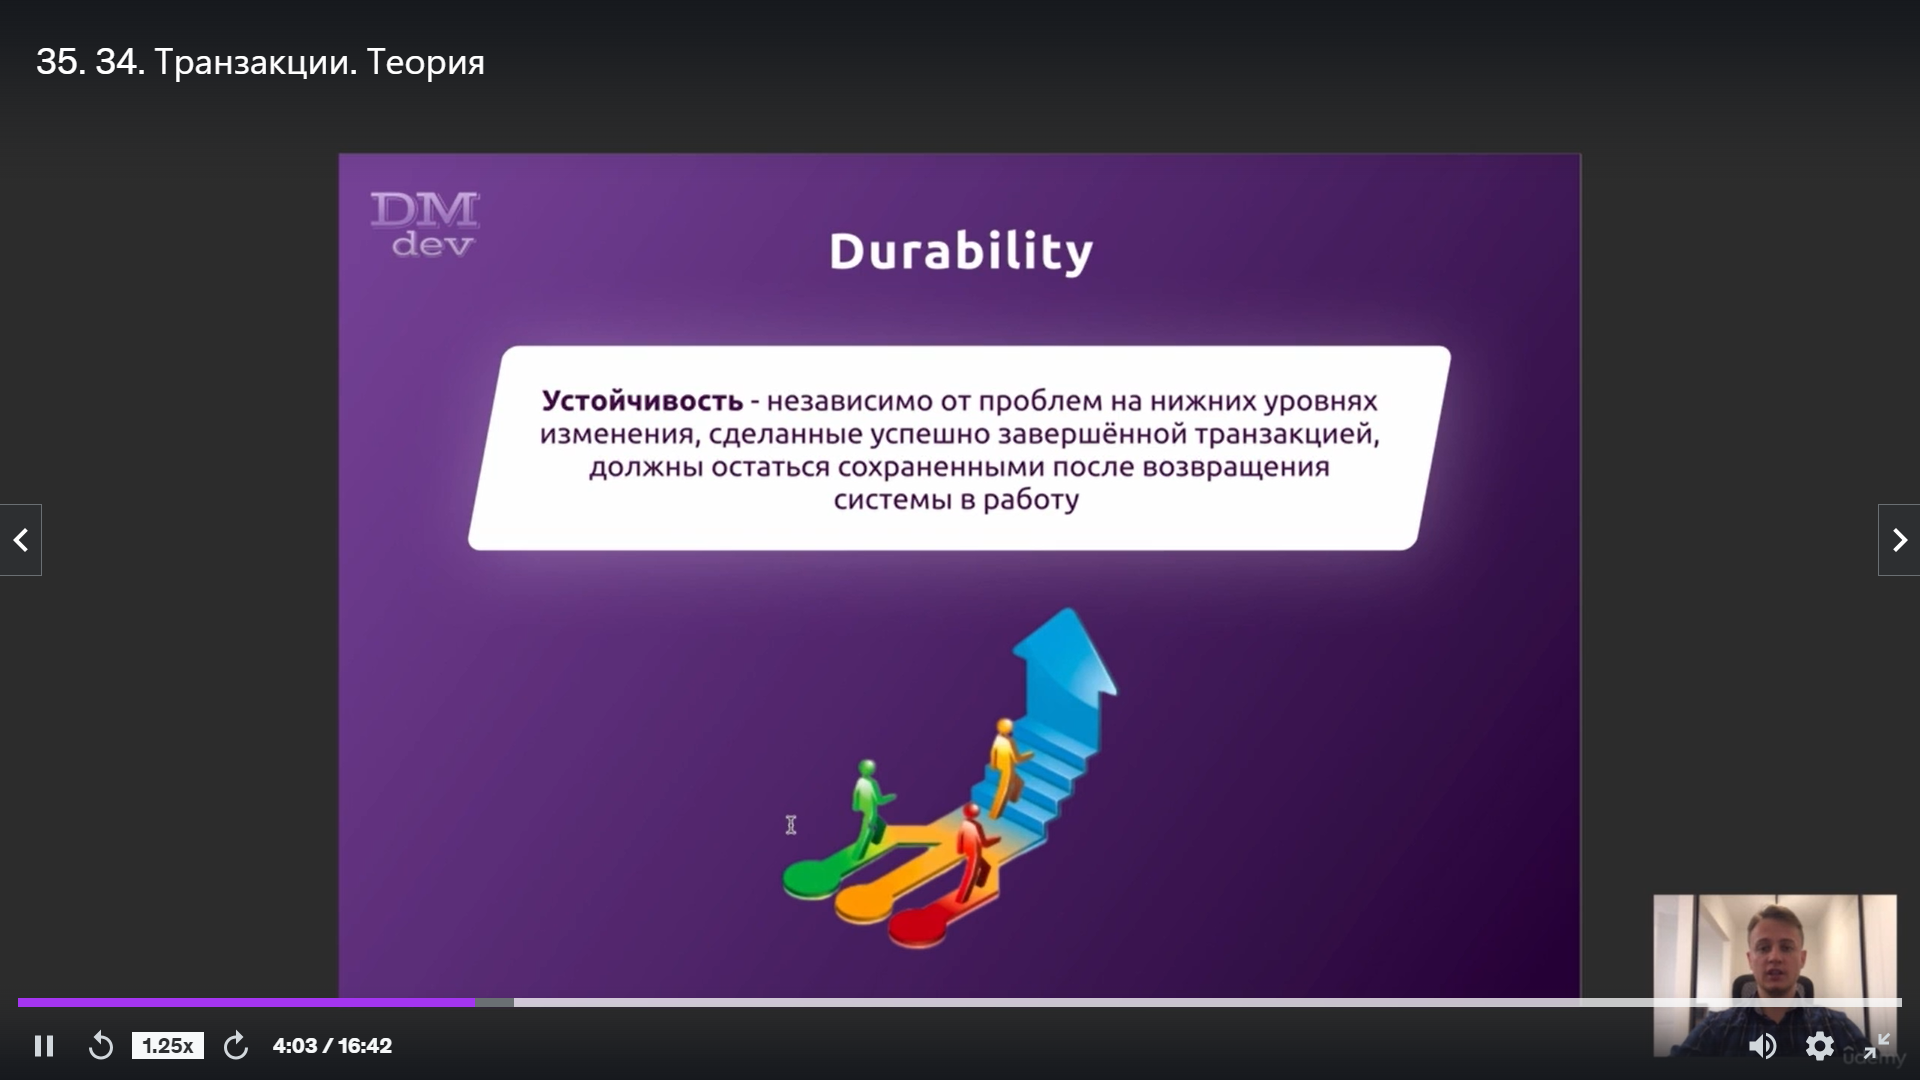 35. 34. Транзакции. Теория
DM
dev
Durability
Устойчивость - независимо от проблем на нижних уровнях
изменения, сделанные успешно завершённой транзакцией,
должны остаться сохраненными после возвращения
системы в работу
1.25x
4:03 / 16:42
ûdemy